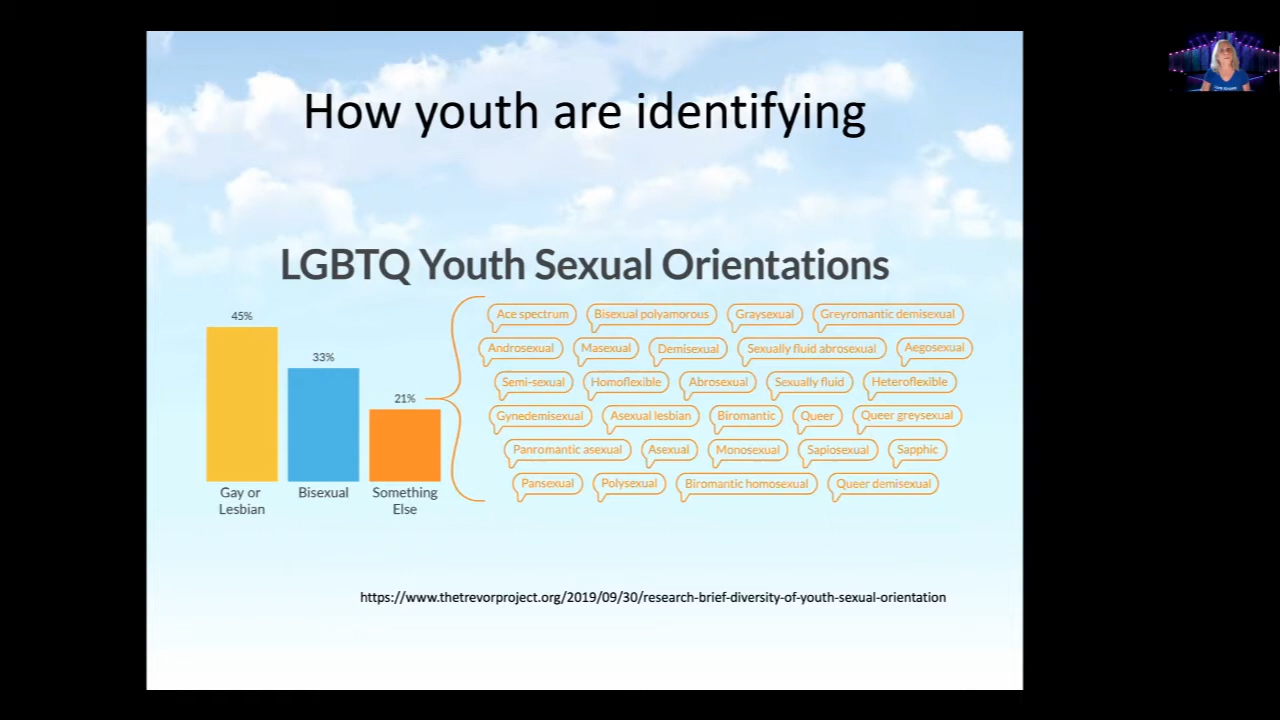 How youth are identifying
LGBTQ Youth Sexual Orientations
45%
33%
21%
Gay or
Lesbian
Bisexual
Something
Else
Ace spectrum
Bisexual polyamorous
Graysexual
Greyromantic demisexual
Androsexual
Masexual
Demisexual
Sexually fluid abrosexual
Aegosexual
Semi-sexual
Homoflexible
Abrosexual
Sexually fluid
Heteroflexible
Gynedemisexual
Asexual lesbian
Biromantic
Queer
Queer greysexual
Panromantic asexual
Asexual
Monosexual
Sapiosexual
Sapphic
Pansexual
Polysexual
Biromantic homosexual
Queer demisexual
https://www.thetrevorproject.org/2019/09/30/research-brief-diversity-of-youth-sexual-orientation